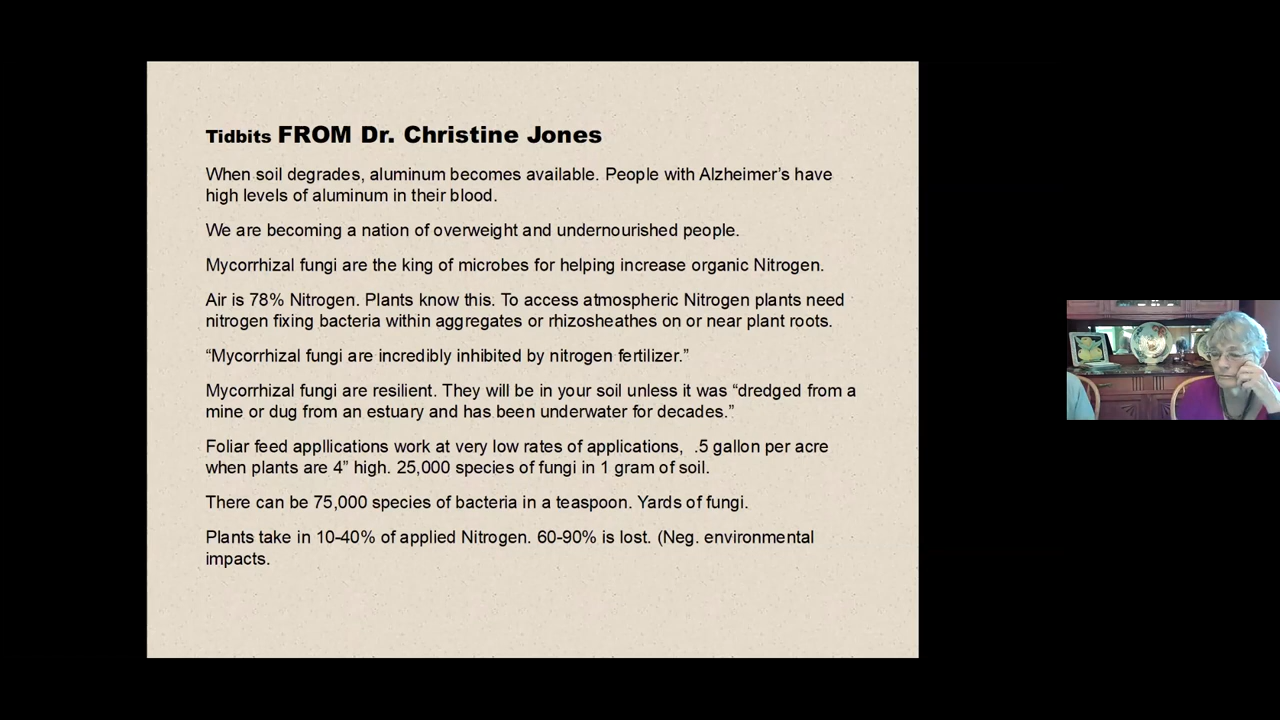 Tidbits FROM Dr. Christine Jones
When soil degrades, aluminum becomes available. People with Alzheimer’s have
high levels of aluminum in their blood.
We are becoming a nation of overweight and undernourished people.
Mycorrhizal fungi are the king of microbes for helping increase organic Nitrogen.
Air is 78% Nitrogen. Plants know this. To access atmospheric Nitrogen plants need
nitrogen fixing bacteria within aggregates or rhizosheathes on or near plant roots.
“Mycorrhizal fungi are incredibly inhibited by nitrogen fertilizer.”
Mycorrhizal fungi are resilient. They will be in your soil unless it was “dredged from a
mine or dug from an estuary and has been underwater for decades.”
Foliar feed appllications work at very low rates of applications,  .5 gallon per acre
when plants are 4” high. 25,000 species of fungi in 1 gram of soil.
There can be 75,000 species of bacteria in a teaspoon. Yards of fungi.
Plants take in 10-40% of applied Nitrogen. 60-90% is lost. (Neg. environmental
impacts.